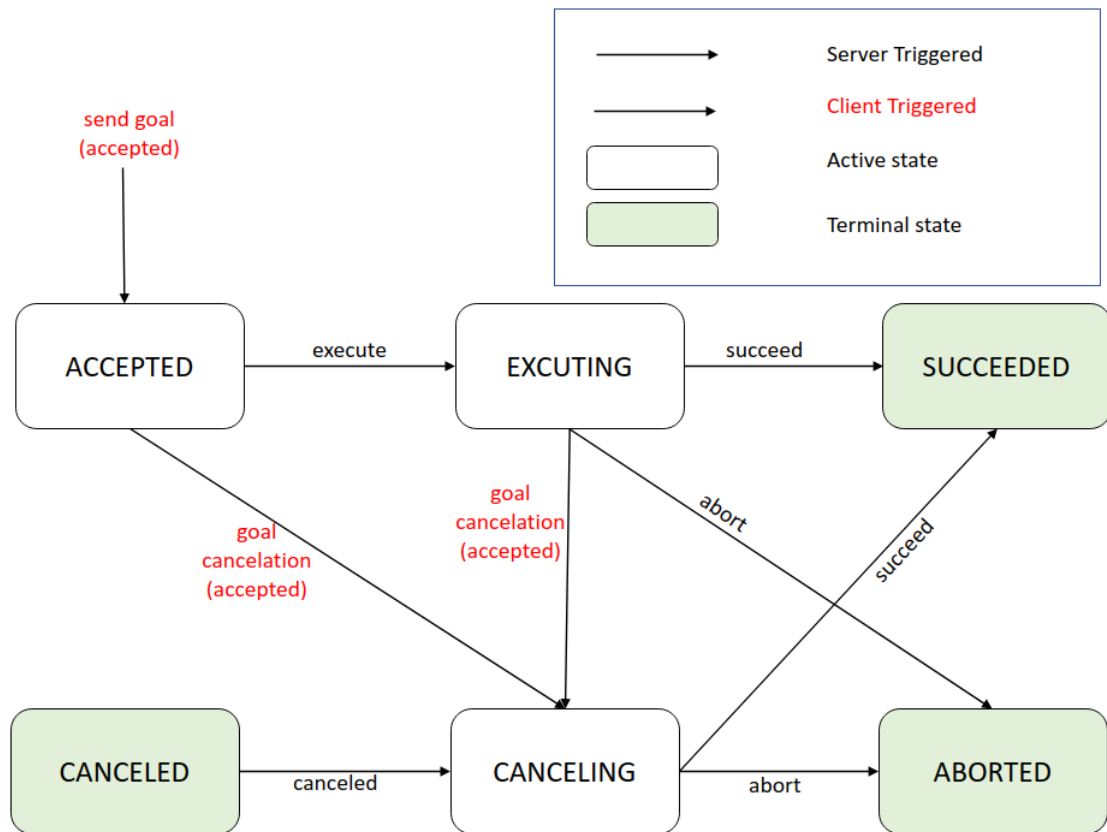 Server Triggered
Client Triggered
Active state
Terminal state
send goal
(accepted)
ACCEPTED
execute
EXCUTING
succeed
SUCCEEDED
goal
cancelation
(accepted)
goal
cancelation
(accepted)
abort
succeed
CANCELED
canceled
CANCELING
abort
ABORTED